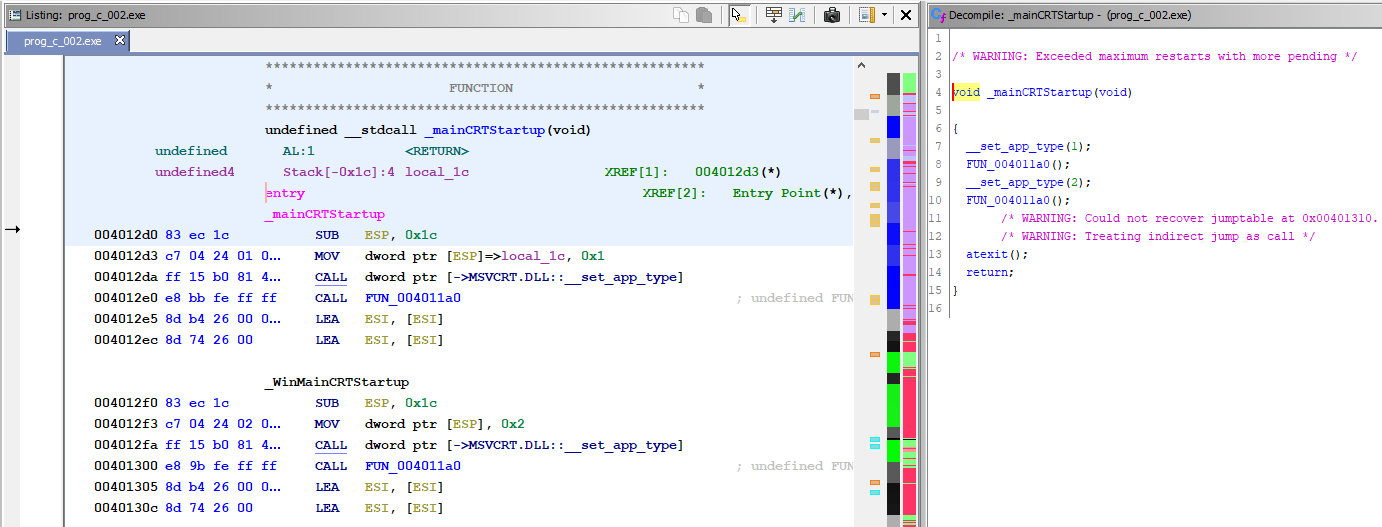 Listing: prog_c_002.exe
prog_c_002.exe
*******************************************************
* FUNCTION *
*******************************************************
undefined __stdcall _mainCRTStartup(void)
undefined AL:1 <RETURN>
undefined4 Stack[-0x1c]:4 local_1c XREF[1]: 004012d3(*)
entry XREF[2]: Entry Point(*),
_mainCRTStartup
004012d0 83 ec 1c SUB ESP, 0x1c
004012d3 c7 04 24 01 0... MOV dword ptr [ESP]=>local_1c, 0x1
004012da ff 15 b0 81 4... CALL dword ptr [->MSVCRT.DLL::__set_app_type]
004012e0 e8 bb fe ff ff CALL FUN_004011a0 ; undefined FUN
004012e5 8d b4 26 00 0... LEA ESI, [ESI]
004012ec 8d 74 26 00 LEA ESI, [ESI]
_WinMainCRTStartup
004012f0 83 ec 1c SUB ESP, 0x1c
004012f3 c7 04 24 02 0... MOV dword ptr [ESP], 0x2
004012fa ff 15 b0 81 4... CALL dword ptr [->MSVCRT.DLL::__set_app_type]
00401300 e8 9b fe ff ff CALL FUN_004011a0 ; undefined FUN
00401305 8d b4 26 00 0... LEA ESI, [ESI]
0040130c 8d 74 26 00 LEA ESI, [ESI]
Decompile: _mainCRTStartup - (prog_c_002.exe)
1
2 /* WARNING: Exceeded maximum restarts with more pending */
3
4 void _mainCRTStartup(void)
5
6 {
7 __set_app_type(1);
8 FUN_004011a0();
9 __set_app_type(2);
10 FUN_004011a0();
11 /* WARNING: Could not recover jumptable at 0x00401310.
12 /* WARNING: Treating indirect jump as call */
13 atexit();
14 return;
15 }
16